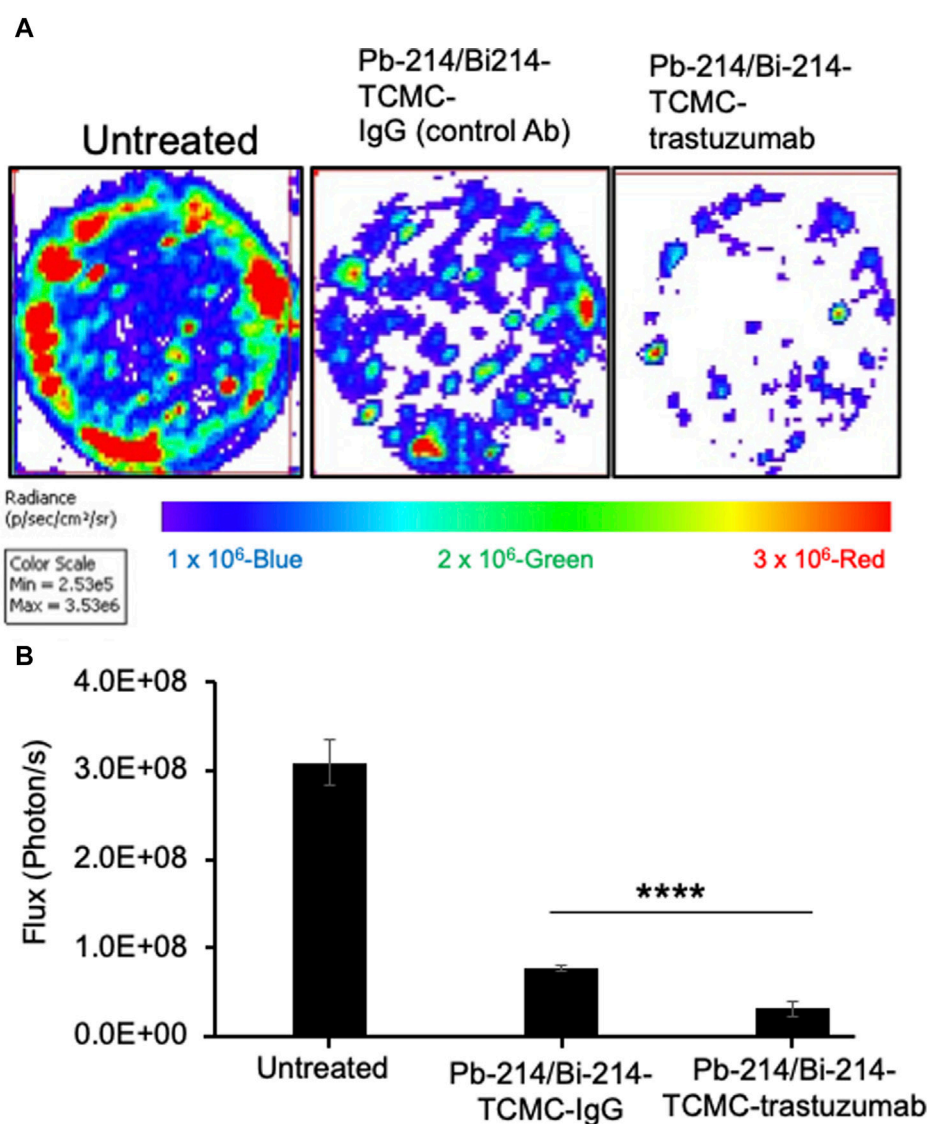 A
Untreated
Pb-214/Bi214-
TCMC-
IgG (control Ab)
Pb-214/Bi-214-
TCMC-
trastuzumab
Radiance
(p/sec/cm²/sr)
Color Scale
Min = 2.53e5
Max = 3.53e6
1 x 10⁶-Blue
2 x 10⁶-Green
3 x 10⁶-Red
B
Flux (Photon/s)
4.0E+08
3.0E+08
2.0E+08
1.0E+08
0.0E+00
****
Untreated
Pb-214/Bi-214-
TCMC-IgG
Pb-214/Bi-214-
TCMC-trastuzumab